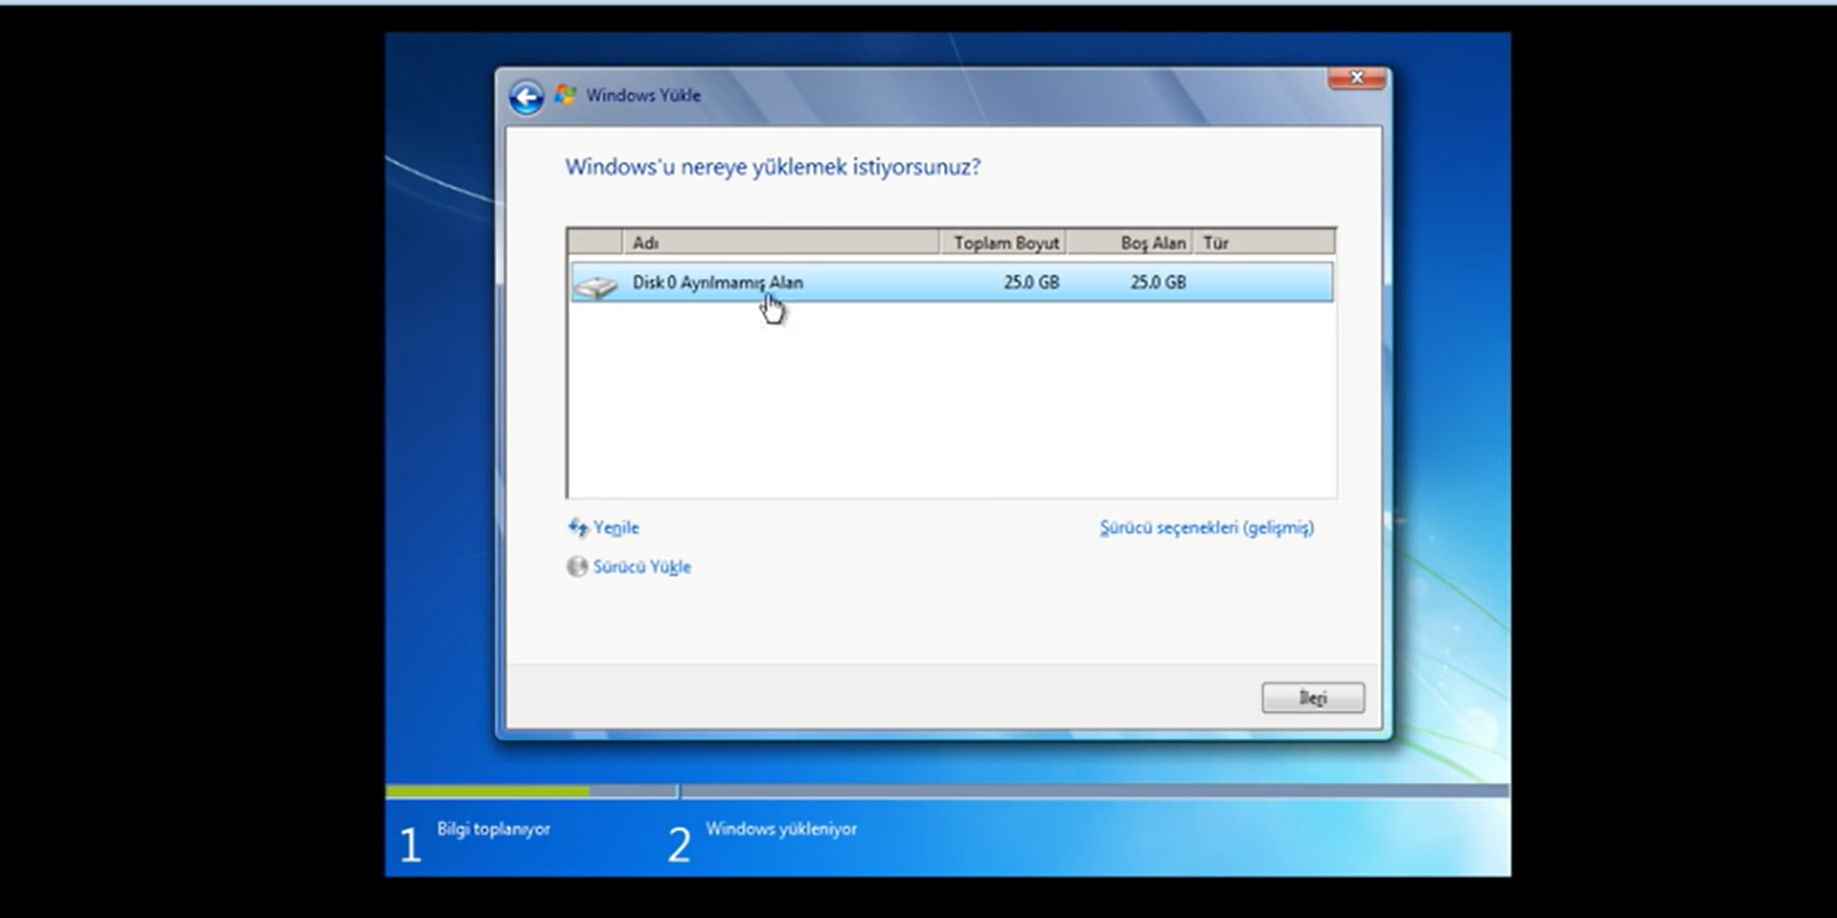 Windows Yükle
Windows'u nereye yüklemek istiyorsunuz?
Adı Toplam Boyut Boş Alan Tür
Disk 0 Ayrılmamış Alan 25.0 GB 25.0 GB
Yenile Sürücü seçenekleri (gelişmiş)
Sürücü Yükle
İleri
1 Bilgi toplanıyor 2 Windows yükleniyor